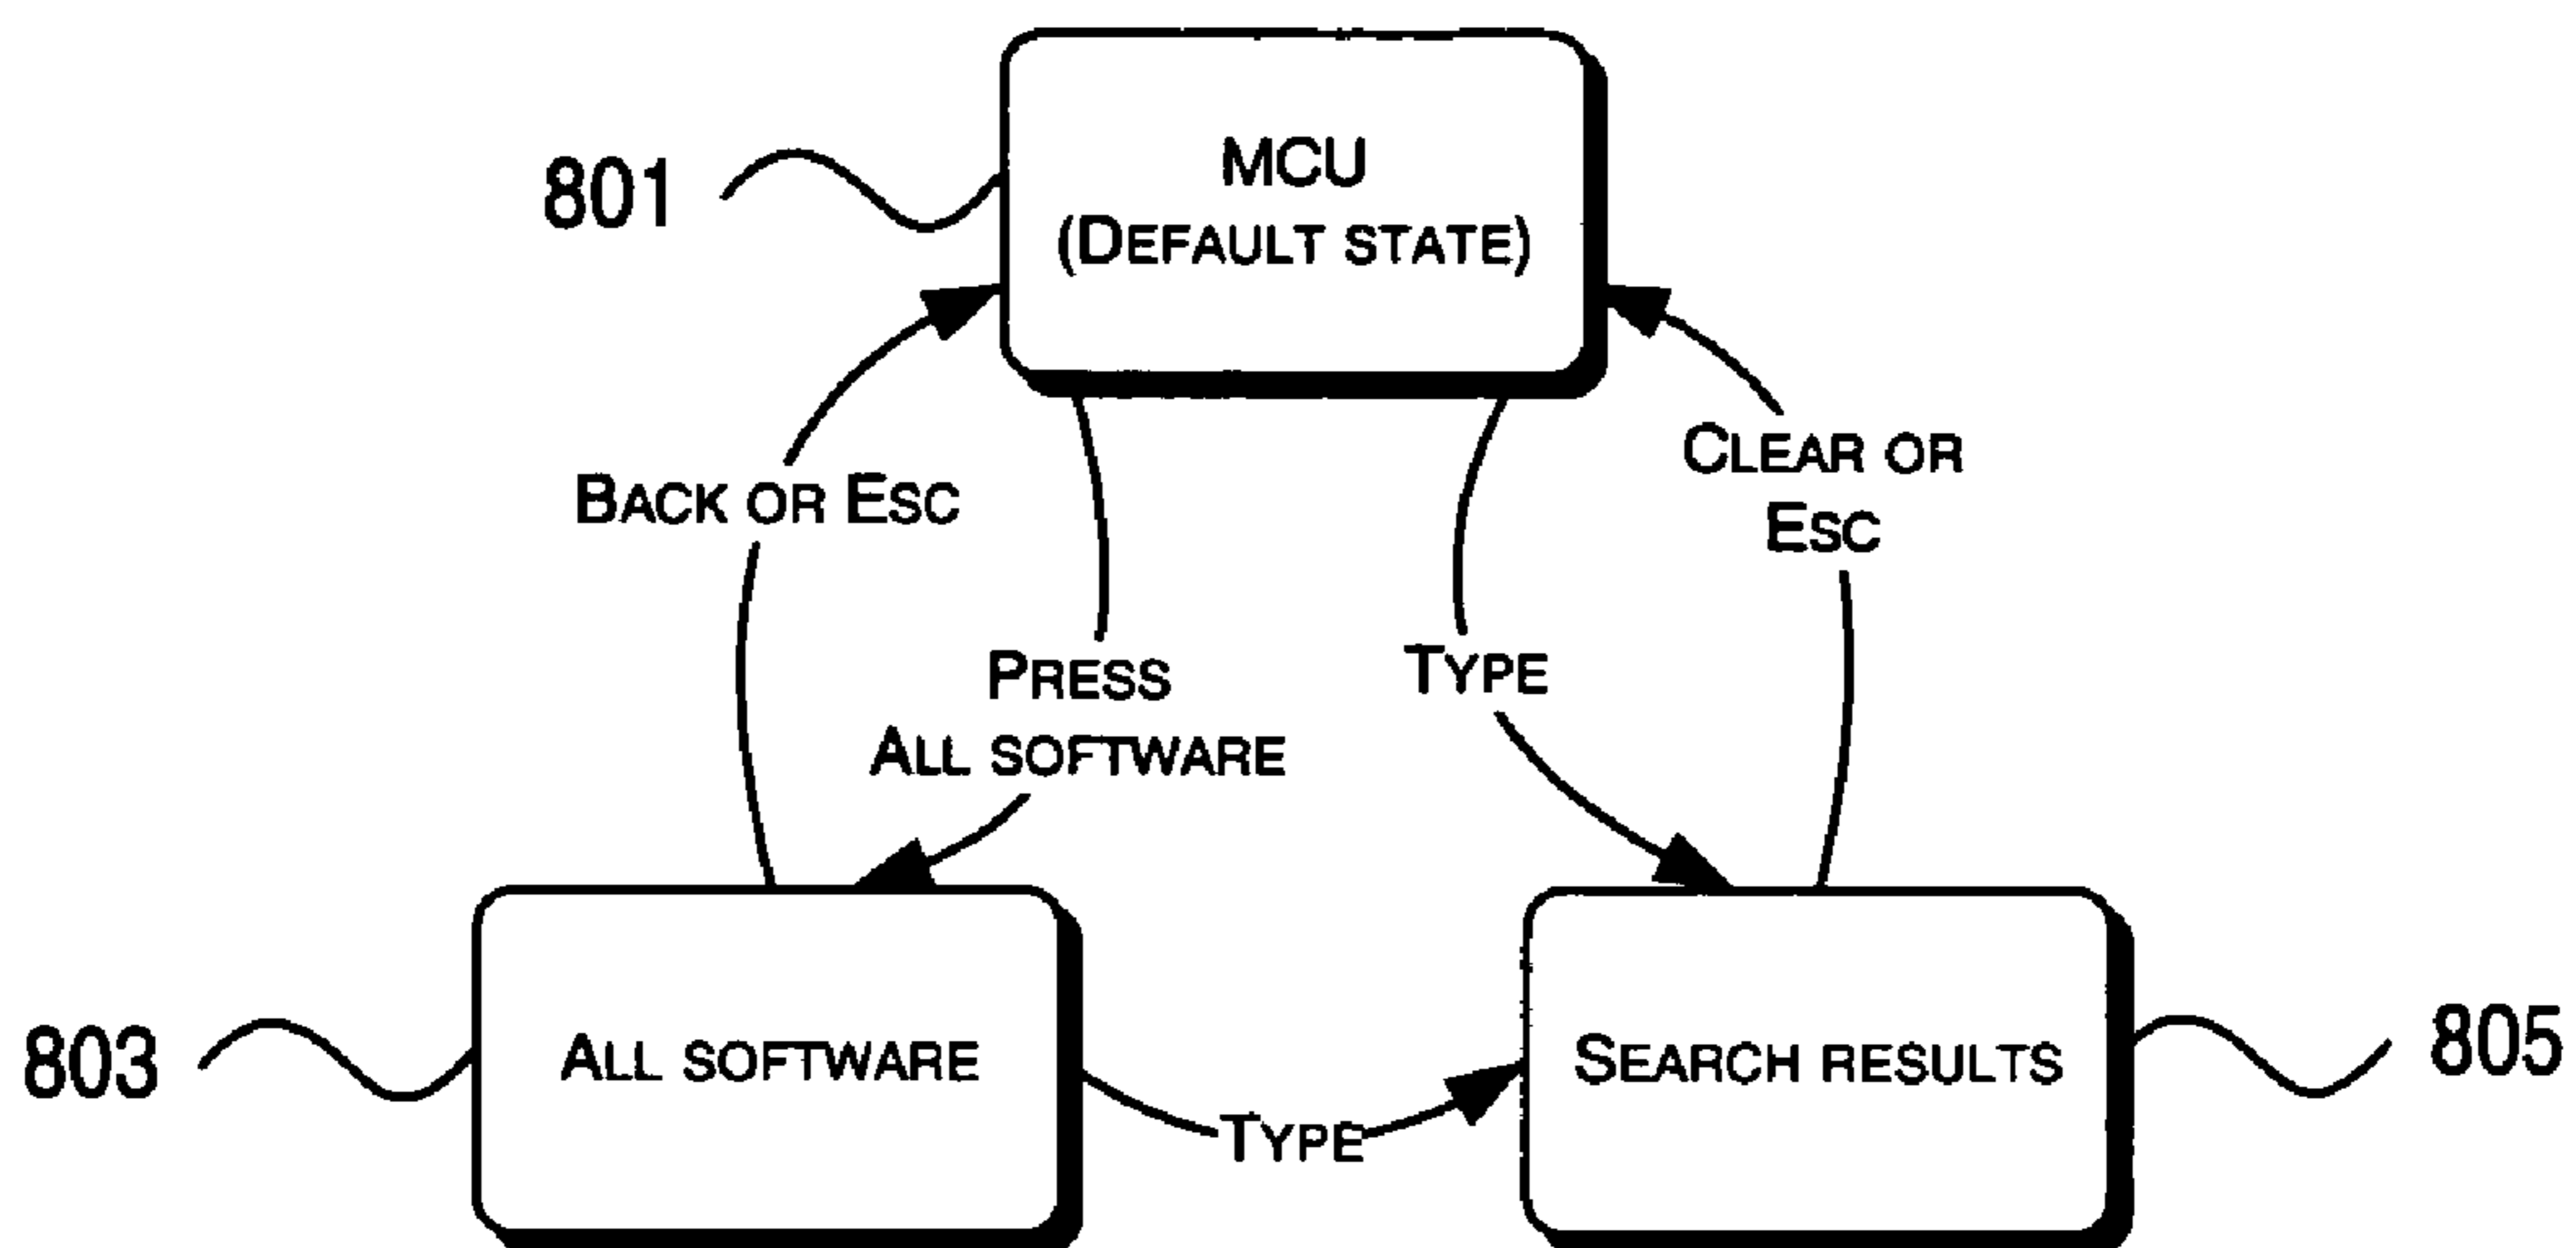 801
MCU
(DEFAULT STATE)
BACK OR ESC
CLEAR OR
ESC
PRESS
ALL SOFTWARE
TYPE
803
ALL SOFTWARE
TYPE
SEARCH RESULTS
805